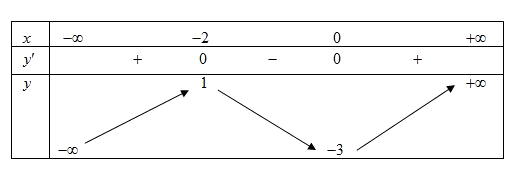 x −∞ −2 0 +∞
y′ + 0 − 0 +
y 1 +∞
−∞ −3